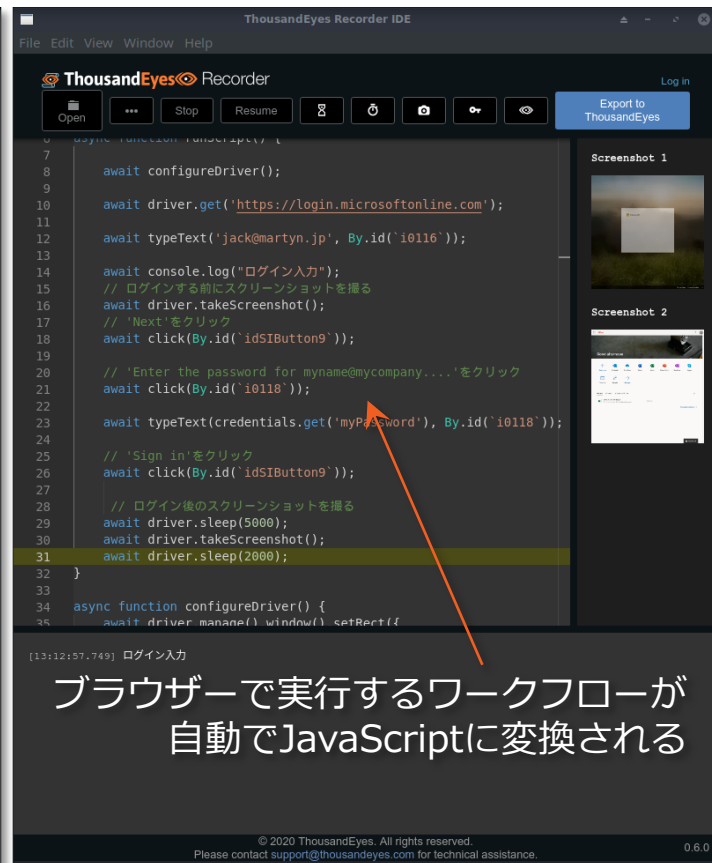 ThousandEyes Recorder IDE
File Edit View Window Help
ThousandEyes Recorder
Log in
Open
Stop
Resume
Export to
ThousandEyes
6 async function runScript() {
7
8 await configureDriver();
9
10 await driver.get('https://login.microsoftonline.com');
11
12 await typeText('jack@martyn.jp', By.id(`i0116`));
13
14 await console.log("ログイン入力");
15 // ログインする前にスクリーンショットを撮る
16 await driver.takeScreenshot();
17 // 'Next'をクリック
18 await click(By.id(`idSIButton9`));
19
20 // 'Enter the password for myname@mycompany....'をクリック
21 await click(By.id(`i0118`));
22
23 await typeText(credentials.get('myPassword'), By.id(`i0118`));
24
25 // 'Sign in'をクリック
26 await click(By.id(`idSIButton9`));
27
28 // ログイン後のスクリーンショットを撮る
29 await driver.sleep(5000);
30 await driver.takeScreenshot();
31 await driver.sleep(2000);
32 }
33
34 async function configureDriver() {
35 await driver.manage().window().setRect({
Screenshot 1
Screenshot 2
[13:12:57.749] ログイン入力
ブラウザーで実行するワークフローが
自動でJavaScriptに変換される
© 2020 ThousandEyes. All rights reserved.
Please contact support@thousandeyes.com for technical assistance.
0.6.0